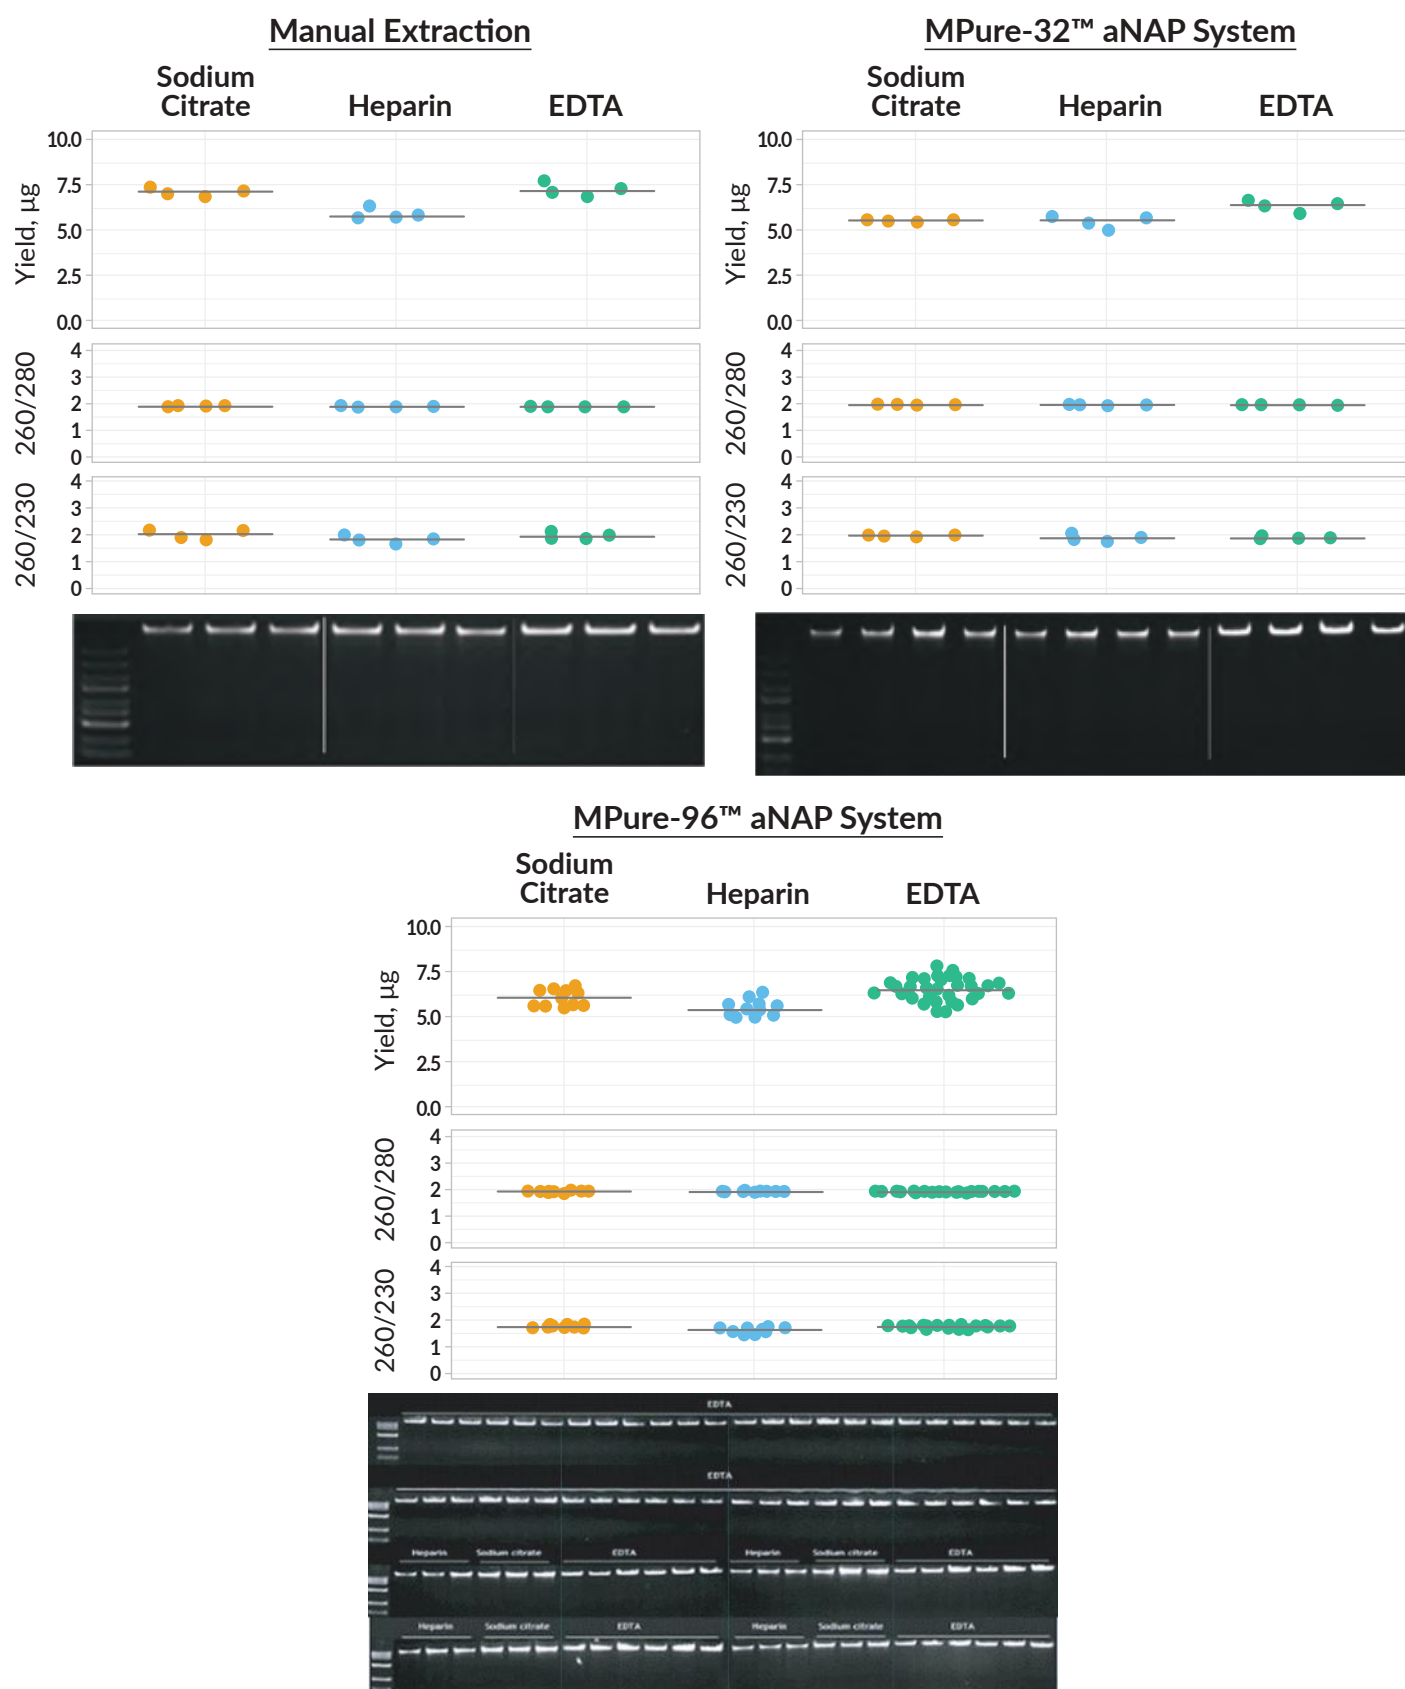 Manual Extraction
Sodium
Citrate
Heparin
EDTA
Yield, µg
10.0
7.5
5.0
2.5
0.0
260/280
4
3
2
1
0
260/230
4
3
2
1
0
MPure-32™ aNAP System
Sodium
Citrate
Heparin
EDTA
Yield, µg
10.0
7.5
5.0
2.5
0.0
260/280
4
3
2
1
0
260/230
4
3
2
1
0
MPure-96™ aNAP System
Sodium
Citrate
Heparin
EDTA
Yield, µg
10.0
7.5
5.0
2.5
0.0
260/280
4
3
2
1
0
260/230
4
3
2
1
0
EDTA
EDTA
Heparin Sodium citrate EDTA Heparin Sodium citrate EDTA
Heparin Sodium citrate EDTA Heparin Sodium citrate EDTA